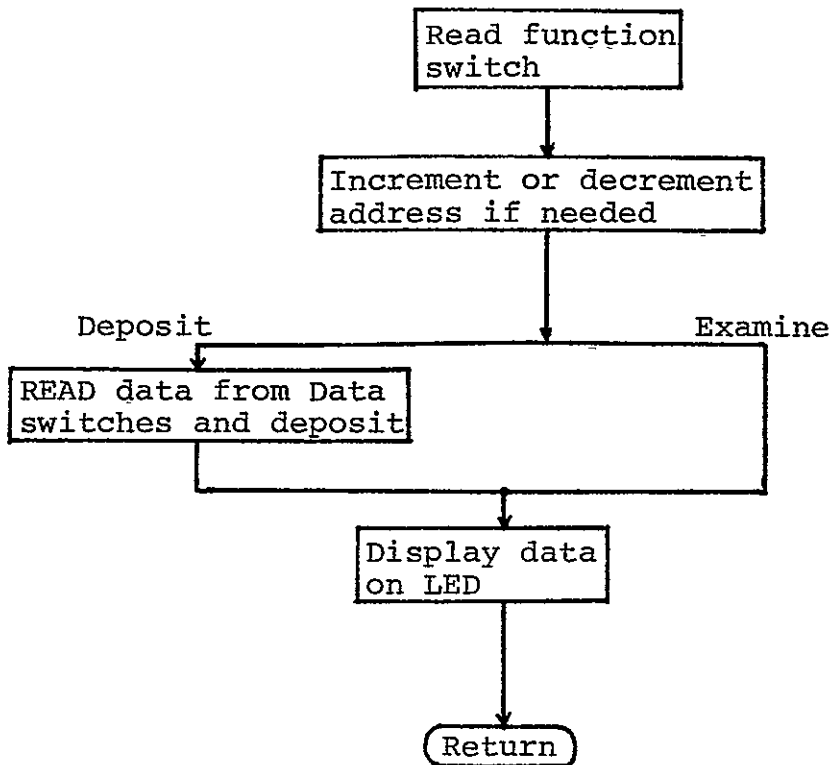 Read function
switch
Increment or decrement
address if needed
Deposit
Examine
READ data from Data
switches and deposit
Display data
on LED
Return